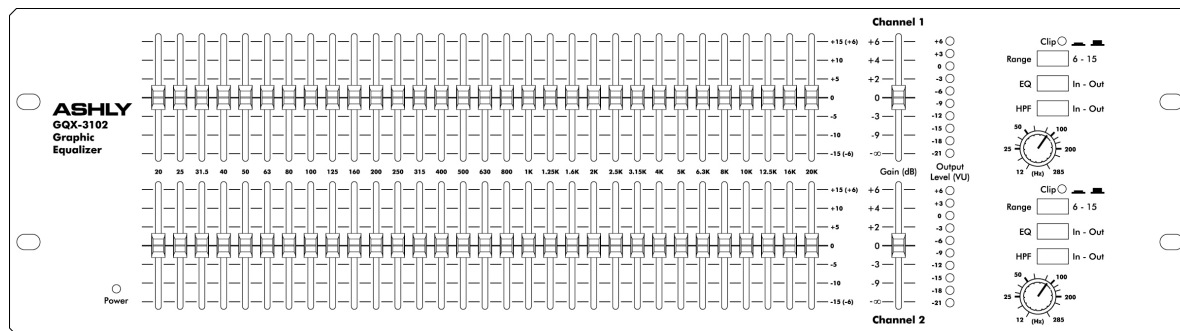 Channel 1
ASHLY
GQX-3102
Graphic
Equalizer
Power
+15 (+6)
+10
+5
0
-5
-10
-15 (-6)
+6
+4
+2
0
-3
-9
-∞
+6
+3
0
-3
-6
-9
-12
-15
-18
-21
Clip
Range 6 - 15
EQ In - Out
HPF In - Out
50 100
25 200
12 (Hz) 285
20 25 31.5 40 50 63 80 100 125 160 200 250 315 400 500 630 800 1K 1.25K 1.6K 2K 2.5K 3.15K 4K 5K 6.3K 8K 10K 12.5K 16K 20K
Gain (dB)
Output
Level (VU)
+15 (+6)
+10
+5
0
-5
-10
-15 (-6)
+6
+4
+2
0
-3
-9
-∞
+6
+3
0
-3
-6
-9
-12
-15
-18
-21
Clip
Range 6 - 15
EQ In - Out
HPF In - Out
50 100
25 200
12 (Hz) 285
Channel 2